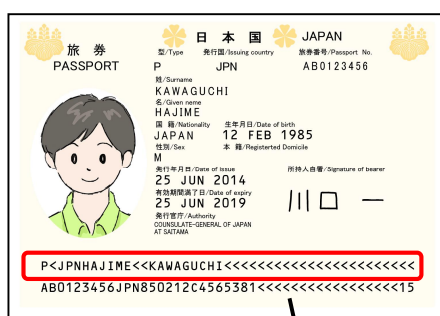 旅 券
PASSPORT
日 本 国 JAPAN
型/Type 発行国/Issuing country 旅券番号/Passport No.
P JPN AB0123456
姓/Surname
KAWAGUCHI
名/Given neme
HAJIME
国 籍/Nationality 生年月日/Date of birth
JAPAN 12 FEB 1985
性別/Sex 本 籍/Registerted Domicile
M
発行年月日/Date of issue 所持人自署/Signature of bearer
25 JUN 2014
有効期間満了日/Date of expiry
25 JUN 2019
川口 一
発行官庁/Authority
COUNSULATE-GENERAL OF JAPAN
AT SAITAMA
P<JPNHAJIME<<KAWAGUCHI<<<<<<<<<<<<<<<<<<<<<<<
AB0123456JPN850212C4565381<<<<<<<<<<<<<<<<<15